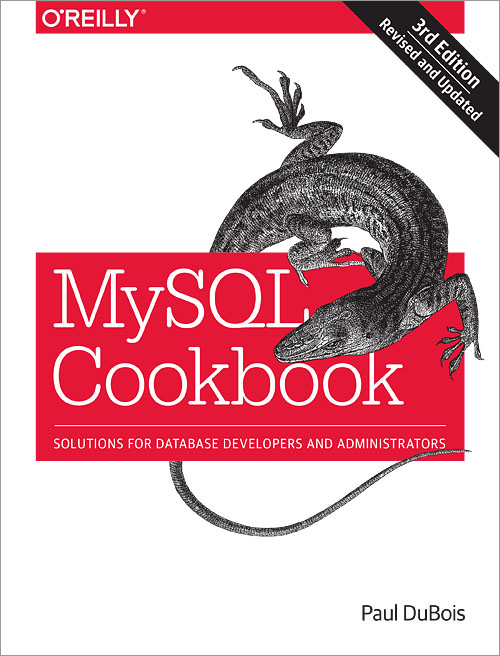 O'REILLY®
3rd Edition
Revised and Updated
MySQL
Cookbook
SOLUTIONS FOR DATABASE DEVELOPERS AND ADMINISTRATORS
Paul DuBois